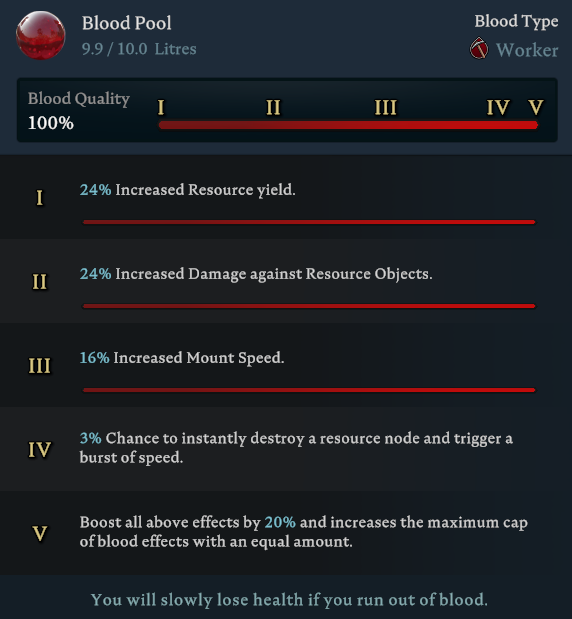 Blood Pool
9.9 / 10.0 Litres
Blood Type
Worker
Blood Quality
100%
I II III IV V
I
24% Increased Resource yield.
II
24% Increased Damage against Resource Objects.
III
16% Increased Mount Speed.
IV
3% Chance to instantly destroy a resource node and trigger a
burst of speed.
V
Boost all above effects by 20% and increases the maximum cap
of blood effects with an equal amount.
You will slowly lose health if you run out of blood.